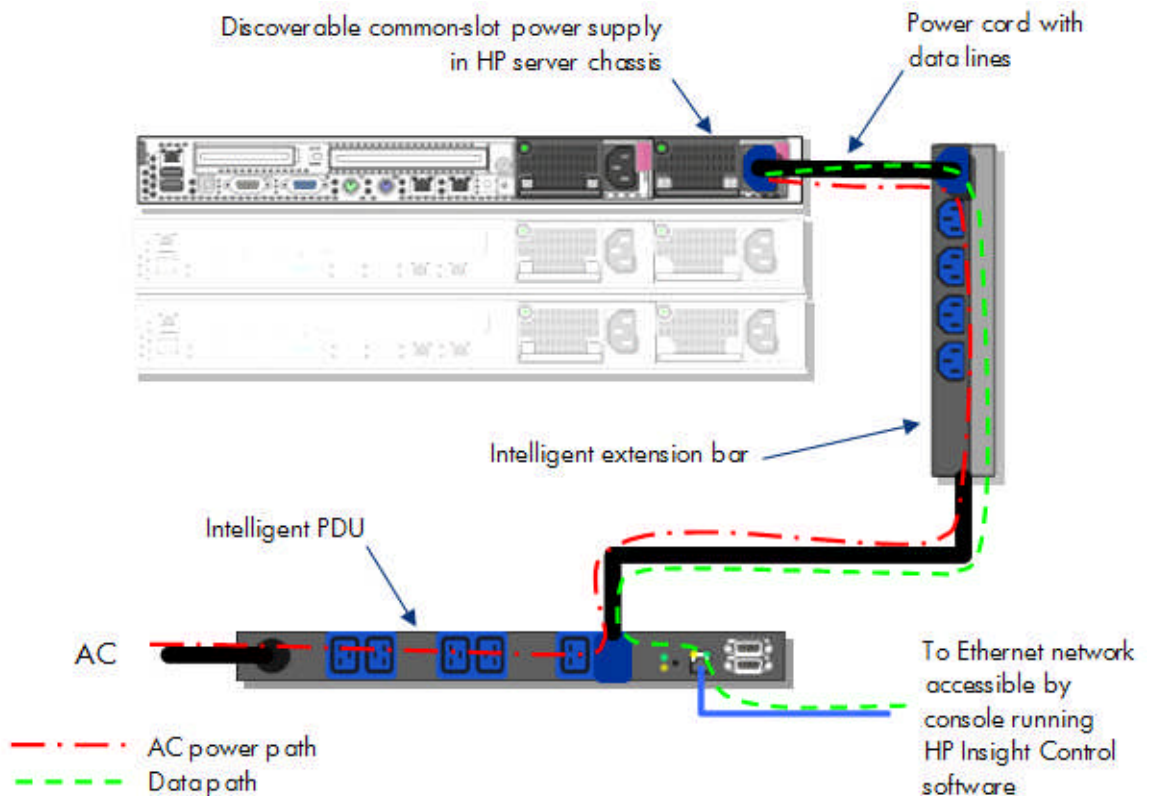 Discoverable common-slot power supply
in HP server chassis
Power cord with
data lines
Intelligent extension bar
Intelligent PDU
AC
To Ethernet network
accessible by
console running
HP Insight Control
software
AC power path
Data path